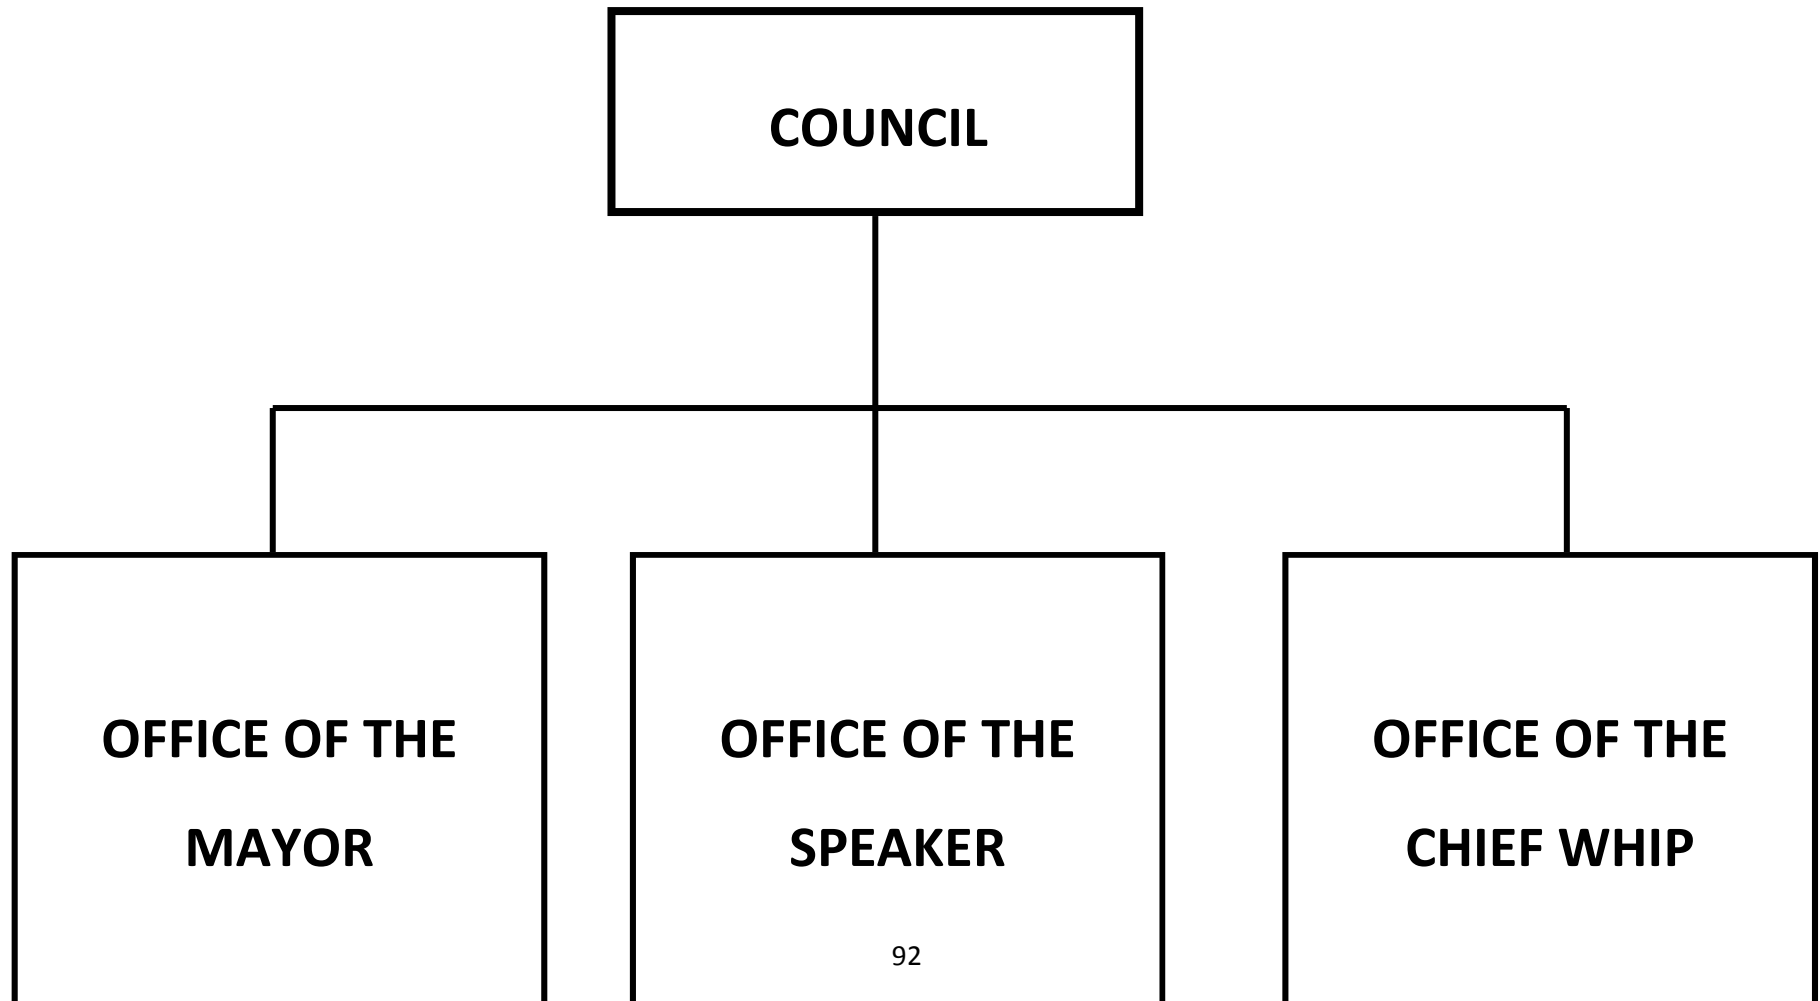 COUNCIL
OFFICE OF THE
MAYOR
OFFICE OF THE
SPEAKER
OFFICE OF THE
CHIEF WHIP
92